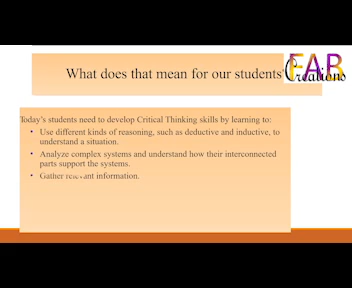 What does that mean for our students?
FAB
Creations
Today's students need to develop Critical Thinking skills by learning to:
• Use different kinds of reasoning, such as deductive and inductive, to
understand a situation.
• Analyze complex systems and understand how their interconnected
parts support the systems.
• Gather information.